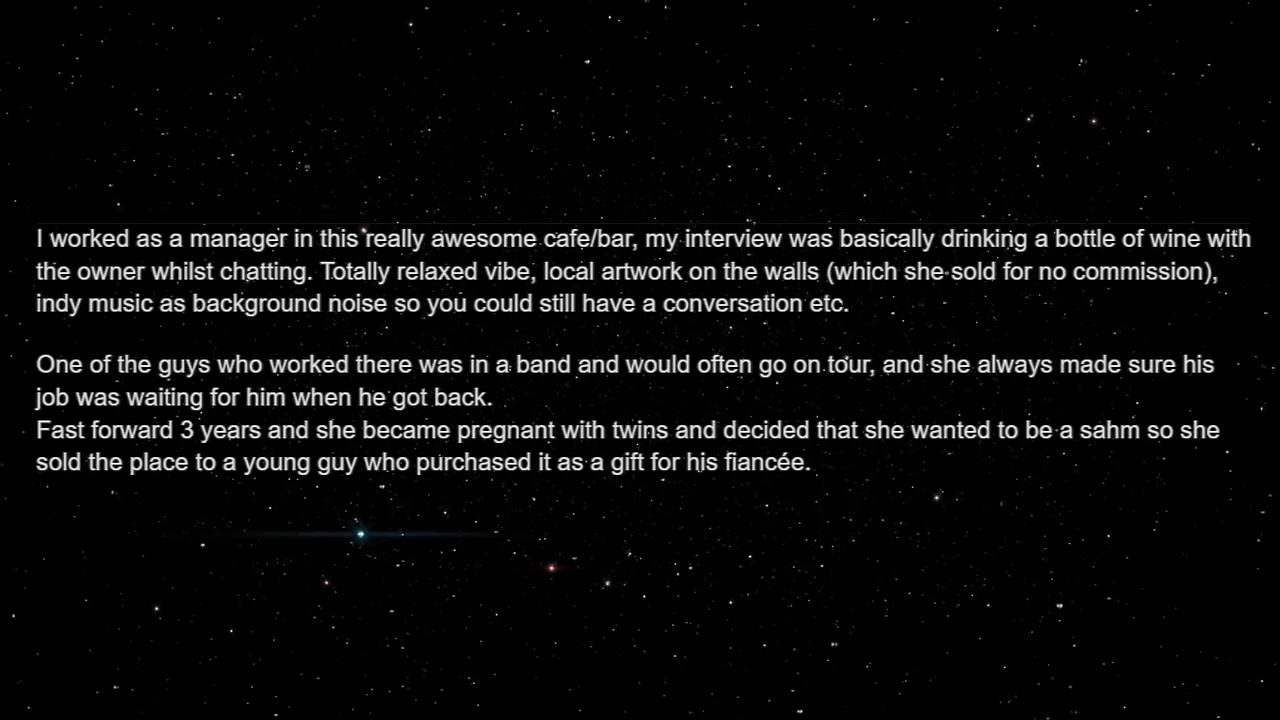 I worked as a manager in this really awesome cafe/bar, my interview was basically drinking a bottle of wine with
the owner whilst chatting. Totally relaxed vibe, local artwork on the walls (which she sold for no commission),
indy music as background noise so you could still have a conversation etc.
One of the guys who worked there was in a band and would often go on tour, and she always made sure his
job was waiting for him when he got back.
Fast forward 3 years and she became pregnant with twins and decided that she wanted to be a sahm so she
sold the place to a young guy who purchased it as a gift for his fiancée.